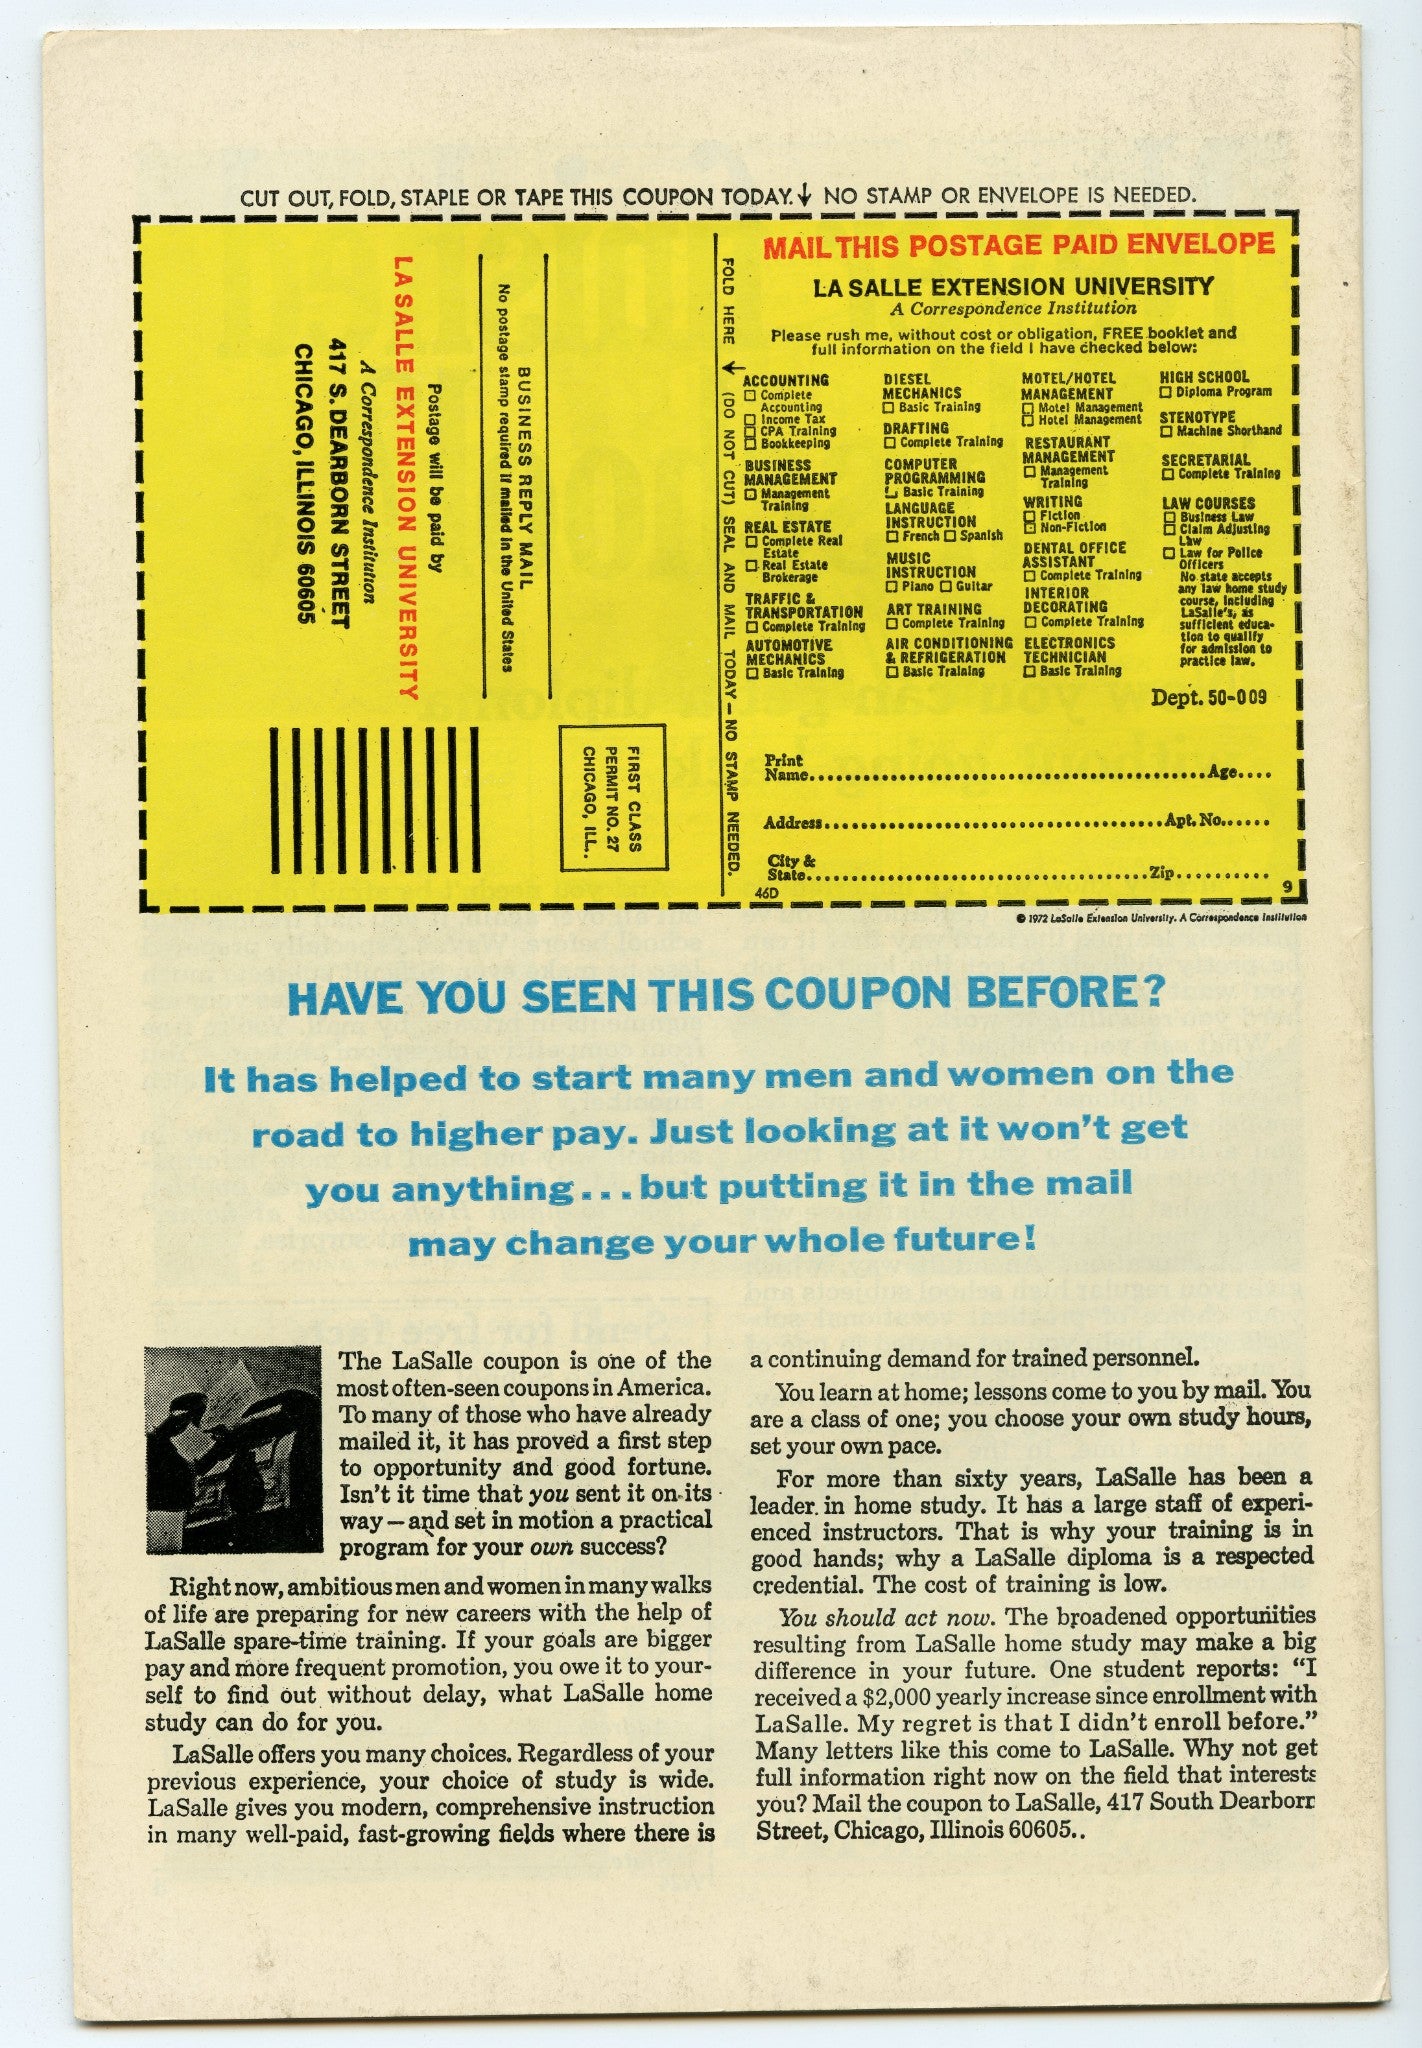 CUT OUT, FOLD, STAPLE OR TAPE THIS COUPON TODAY. ↓ NO STAMP OR ENVELOPE IS NEEDED.
FIRST CLASS
PERMIT NO. 27
CHICAGO, ILL..
BUSINESS REPLY MAIL
No postage stamp required if mailed in the United States
Postage will be paid by
LA SALLE EXTENSION UNIVERSITY
A Correspondence Institution
417 S. DEARBORN STREET
CHICAGO, ILLINOIS 60605
FOLD HERE → (DO NOT CUT) SEAL AND MAIL TODAY — NO STAMP NEEDED.
MAIL THIS POSTAGE PAID ENVELOPE
LA SALLE EXTENSION UNIVERSITY
A Correspondence Institution
Please rush me, without cost or obligation, FREE booklet and
full information on the field I have checked below:
ACCOUNTING
☐ Complete
Accounting
☐ Income Tax
☐ CPA Training
☐ Bookkeeping
BUSINESS
MANAGEMENT
☐ Management
Training
REAL ESTATE
☐ Complete Real
Estate
☐ Real Estate
Brokerage
TRAFFIC &
TRANSPORTATION
☐ Complete Training
AUTOMOTIVE
MECHANICS
☐ Basic Training
DIESEL
MECHANICS
☐ Basic Training
DRAFTING
☐ Complete Training
COMPUTER
PROGRAMMING
☐ Basic Training
LANGUAGE
INSTRUCTION
☐ French ☐ Spanish
MUSIC
INSTRUCTION
☐ Piano ☐ Guitar
ART TRAINING
☐ Complete Training
AIR CONDITIONING
& REFRIGERATION
☐ Basic Training
MOTEL/HOTEL
MANAGEMENT
☐ Motel Management
☐ Hotel Management
RESTAURANT
MANAGEMENT
☐ Management
Training
WRITING
☐ Fiction
☐ Non-Fiction
DENTAL OFFICE
ASSISTANT
☐ Complete Training
INTERIOR
DECORATING
☐ Complete Training
ELECTRONICS
TECHNICIAN
☐ Basic Training
HIGH SCHOOL
☐ Diploma Program
STENOTYPE
☐ Machine Shorthand
SECRETARIAL
☐ Complete Training
LAW COURSES
☐ Business Law
☐ Claim Adjusting
Law
☐ Law for Police
Officers
No state accepts
any law home study
course, including
LaSalle's, as
sufficient educa-
tion to qualify
for admission to
practice law.
Dept. 50-009
Print
Name........................................Age....
Address..................................Apt. No......
City &
State..................................Zip..........
46D 9
© 1972 LaSalle Extension University. A Correspondence Institution
HAVE YOU SEEN THIS COUPON BEFORE?
It has helped to start many men and women on the
road to higher pay. Just looking at it won't get
you anything...but putting it in the mail
may change your whole future!
The LaSalle coupon is one of the
most often-seen coupons in America.
To many of those who have already
mailed it, it has proved a first step
to opportunity and good fortune.
Isn't it time that you sent it on its
way—and set in motion a practical
program for your own success?
Right now, ambitious men and women in many walks
of life are preparing for new careers with the help of
LaSalle spare-time training. If your goals are bigger
pay and more frequent promotion, you owe it to your-
self to find out without delay, what LaSalle home
study can do for you.
LaSalle offers you many choices. Regardless of your
previous experience, your choice of study is wide.
LaSalle gives you modern, comprehensive instruction
in many well-paid, fast-growing fields where there is
a continuing demand for trained personnel.
You learn at home; lessons come to you by mail. You
are a class of one; you choose your own study hours,
set your own pace.
For more than sixty years, LaSalle has been a
leader in home study. It has a large staff of experi-
enced instructors. That is why your training is in
good hands; why a LaSalle diploma is a respected
credential. The cost of training is low.
You should act now. The broadened opportunities
resulting from LaSalle home study may make a big
difference in your future. One student reports: "I
received a $2,000 yearly increase since enrollment with
LaSalle. My regret is that I didn't enroll before."
Many letters like this come to LaSalle. Why not get
full information right now on the field that interests
you? Mail the coupon to LaSalle, 417 South Dearborn
Street, Chicago, Illinois 60605..